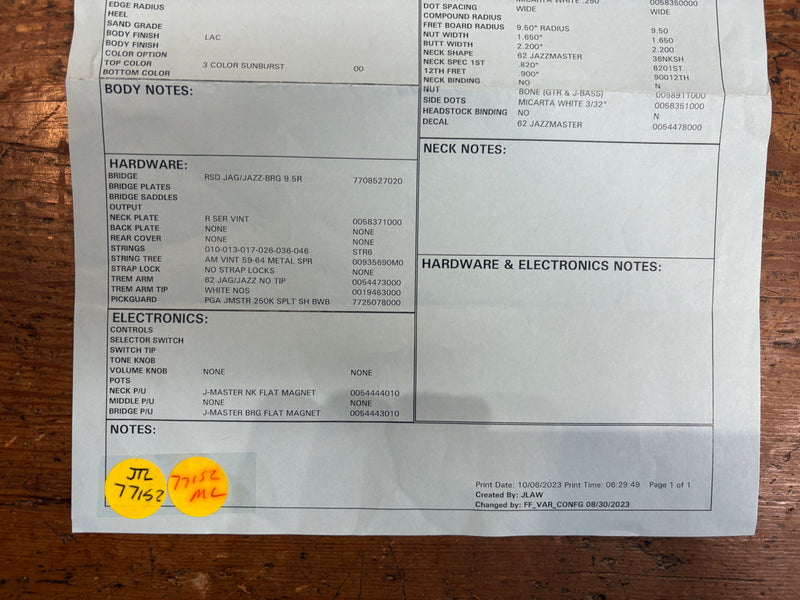 EDGE RADIUS
HEEL
SAND GRADE
BODY FINISH LAC
BODY FINISH
COLOR OPTION
TOP COLOR 3 COLOR SUNBURST 00
BOTTOM COLOR
BODY NOTES:
HARDWARE:
BRIDGE RSD JAG/JAZZ-BRG 9.5R 7708527020
BRIDGE PLATES
BRIDGE SADDLES
OUTPUT
NECK PLATE R SER VINT 0058371000
BACK PLATE NONE NONE
REAR COVER NONE NONE
STRINGS 010-013-017-026-036-046 STR6
STRING TREE AM VINT 59-64 METAL SPR 00935690M0
STRAP LOCK NO STRAP LOCKS NONE
TREM ARM 62 JAG/JAZZ NO TIP 0054473000
TREM ARM TIP WHITE NOS 0019463000
PICKGUARD PGA JMSTR 250K SPLT SH BWB 7725078000
ELECTRONICS:
CONTROLS
SELECTOR SWITCH
SWITCH TIP
TONE KNOB
VOLUME KNOB NONE NONE
POTS
NECK P/U J-MASTER NK FLAT MAGNET 0054444010
MIDDLE P/U NONE NONE
BRIDGE P/U J-MASTER BRG FLAT MAGNET 0054443010
DOT SPACING WIDE WIDE
COMPOUND RADIUS
FRET BOARD RADIUS 9.50" RADIUS 9.50
NUT WIDTH 1.650" 1.650
BUTT WIDTH 2.200" 2.200
NECK SHAPE 62 JAZZMASTER 36NKSH
NECK SPEC 1ST .820" 8201ST
12TH FRET .900" 90012TH
NECK BINDING NO N
NUT BONE (GTR & J-BASS) 0058911000
SIDE DOTS MICARTA WHITE 3/32" 0058351000
HEADSTOCK BINDING NO N
DECAL 62 JAZZMASTER 0054478000
NECK NOTES:
HARDWARE & ELECTRONICS NOTES:
NOTES:
JTL
77152
77152
ML
Print Date: 10/06/2023 Print Time: 06:29:49 Page 1 of 1
Created By: JLAW
Changed by: FF_VAR_CONFG 08/30/2023